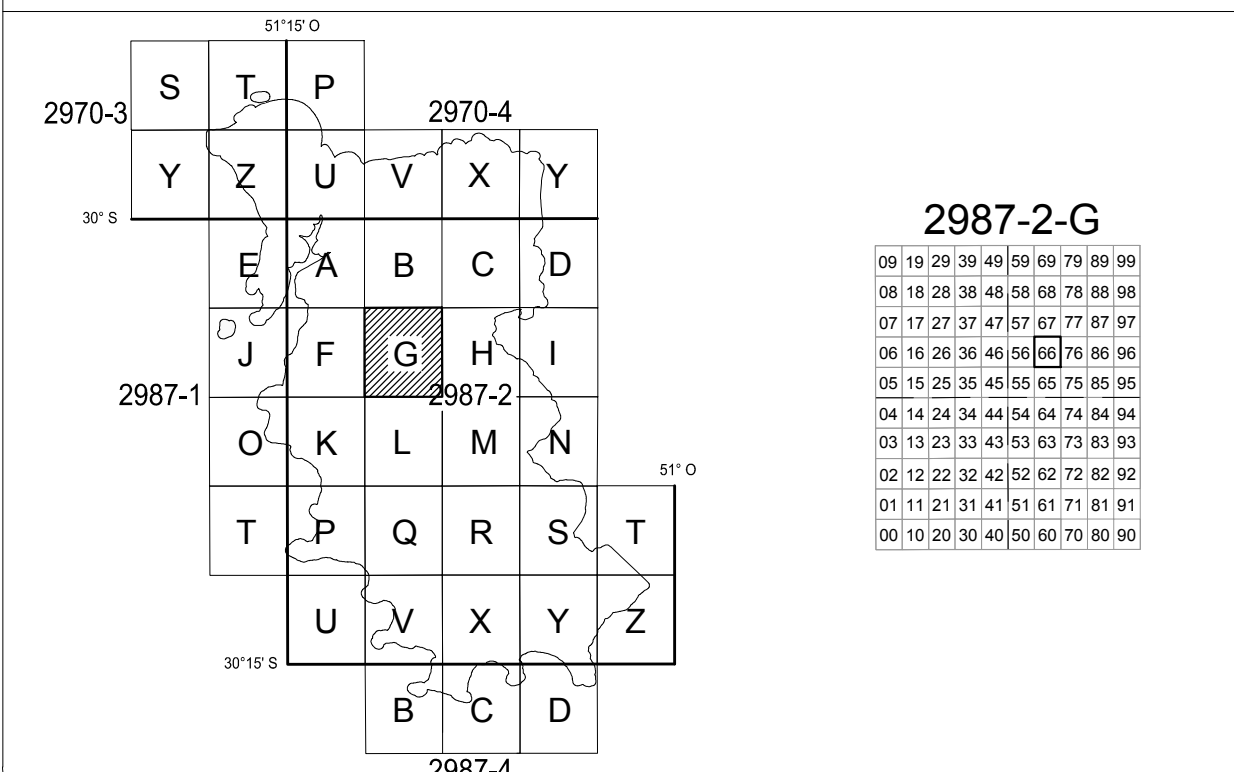 51°15' O
S T P
2970-3 2970-4
Y Z U V X Y
30° S
E A B C D
J F G H I
2987-1 2987-2
O K L M N
51° O
T P Q R S T
U V X Y Z
30°15' S
B C D
2987-4
2987-2-G
09 19 29 39 49 59 69 79 89 99
08 18 28 38 48 58 68 78 88 98
07 17 27 37 47 57 67 77 87 97
06 16 26 36 46 56 66 76 86 96
05 15 25 35 45 55 65 75 85 95
04 14 24 34 44 54 64 74 84 94
03 13 23 33 43 53 63 73 83 93
02 12 22 32 42 52 62 72 82 92
01 11 21 31 41 51 61 71 81 91
00 10 20 30 40 50 60 70 80 90